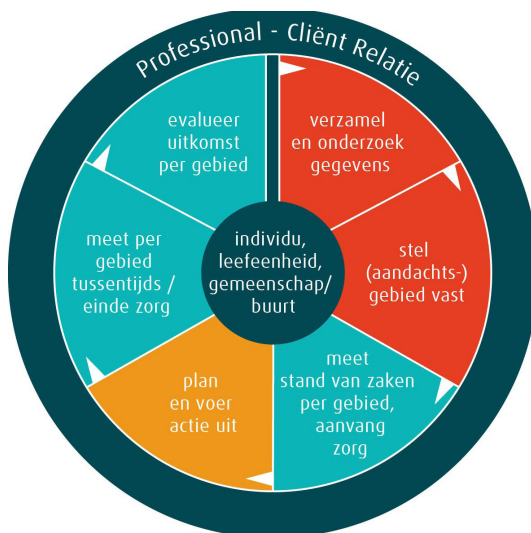 Professional - Cliënt Relatie
verzamel
en onderzoek
gegevens
stel
(aandachts-)
gebied vast
meet
stand van zaken
per gebied,
aanvang
zorg
plan
en voer
actie uit
meet per
gebied
tussentijds /
einde zorg
evalueer
uitkomst
per gebied
individu,
leefeenheid,
gemeenschap/
buurt